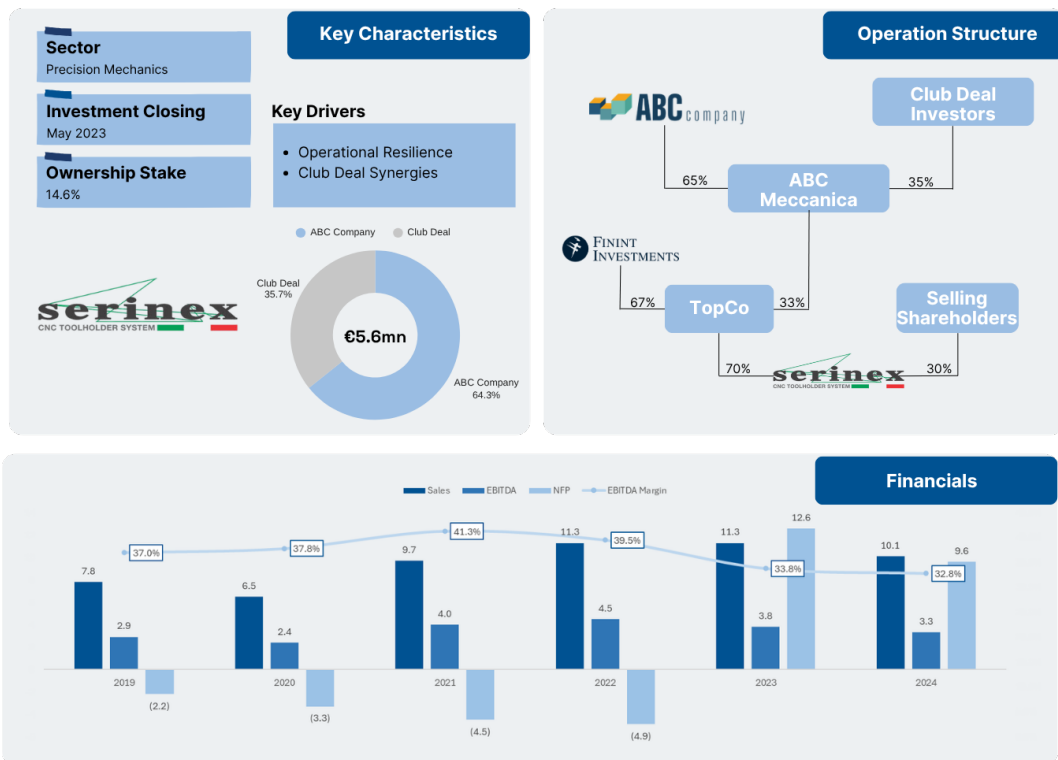 Key Characteristics
Sector
Precision Mechanics
Investment Closing
May 2023
Ownership Stake
14.6%
Key Drivers
• Operational Resilience
• Club Deal Synergies
ABC Company
Club Deal
Club Deal
35.7%
€5.6mn
ABC Company
64.3%
serinex
CNC TOOLHOLDER SYSTEM
Operation Structure
ABC company
Club Deal
Investors
65%
ABC
Meccanica
35%
FININT
INVESTMENTS
67%
TopCo
33%
Selling
Shareholders
70%
serinex
CNC TOOLHOLDER SYSTEM
30%
Financials
Sales
EBITDA
NFP
EBITDA Margin
37.0%
37.8%
41.3%
39.5%
33.8%
32.8%
7.8
2.9
(2.2)
6.5
2.4
(3.3)
9.7
4.0
(4.5)
11.3
4.5
(4.9)
11.3
3.8
12.6
10.1
3.3
9.6
2019
2020
2021
2022
2023
2024